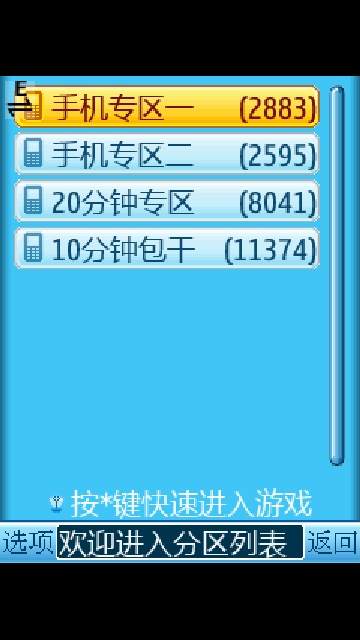 E
手机专区一 (2883)
手机专区二 (2595)
20分钟专区 (8041)
10分钟包干 (11374)
按*键快速进入游戏
选项 欢迎进入分区列表 返回